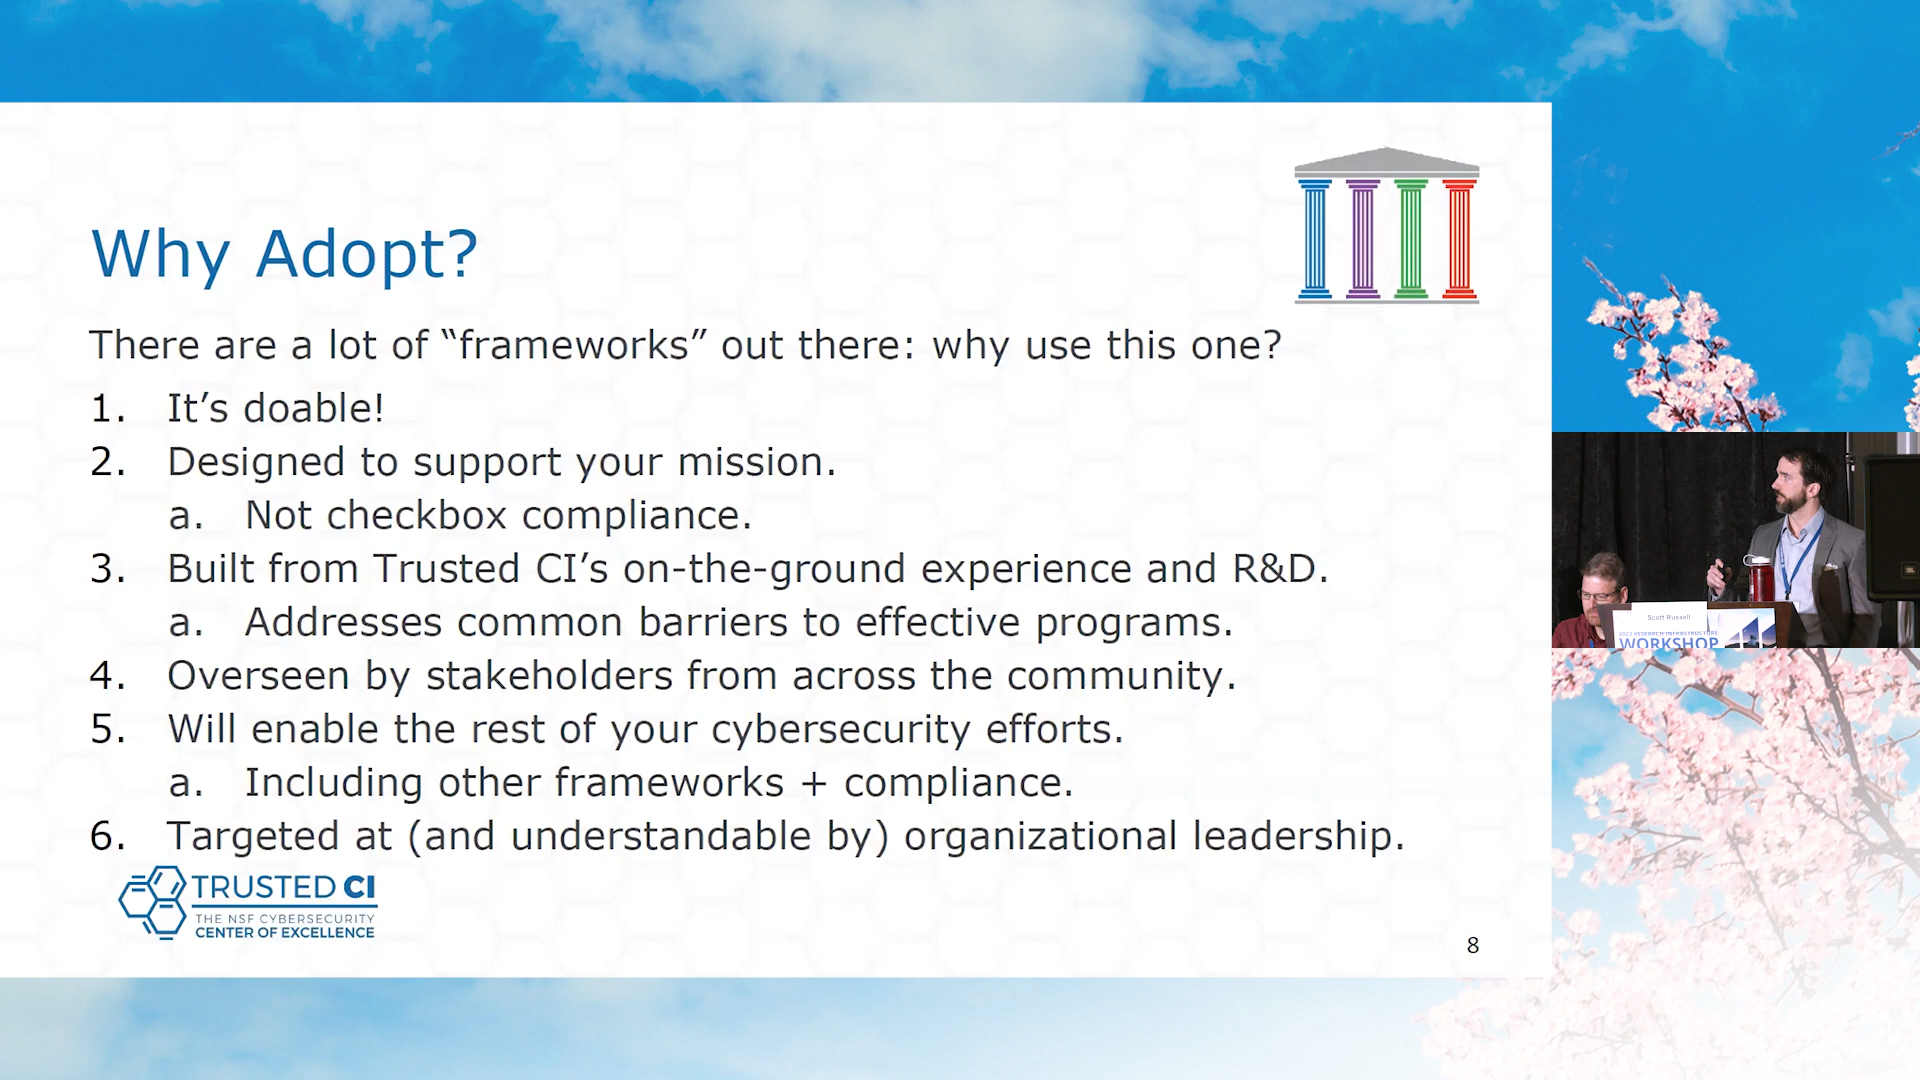 Why Adopt?
There are a lot of “frameworks” out there: why use this one?
1. It’s doable!
2. Designed to support your mission.
a. Not checkbox compliance.
3. Built from Trusted CI’s on-the-ground experience and R&D.
a. Addresses common barriers to effective programs.
4. Overseen by stakeholders from across the community.
5. Will enable the rest of your cybersecurity efforts.
a. Including other frameworks + compliance.
6. Targeted at (and understandable by) organizational leadership.
TRUSTED CI
THE NSF CYBERSECURITY
CENTER OF EXCELLENCE
8
Scott Russell
2023 RESEARCH INFRASTRUCTURE
WORKSHOP